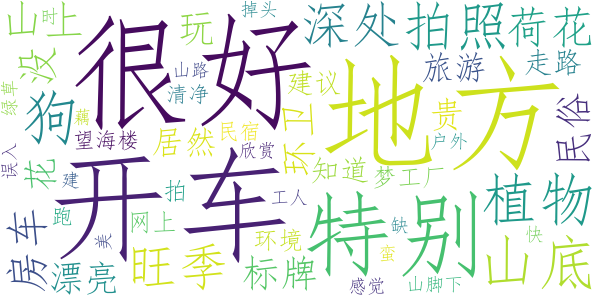 山上
时
没
很好
玩
掉头
深处
拍照
荷花
绿草
狗
山路
清净
建议
旅游
走路
望海楼
藕
居然
民宿
欣赏
环卫
地方
贵
户外
民俗
误入
花
建
开车
知道
梦工厂
植物
房车
跑
拍
网上
工人
特别
缺
快
漂亮
美
旺季
环境
标牌
蛮
感觉
山脚下
山底